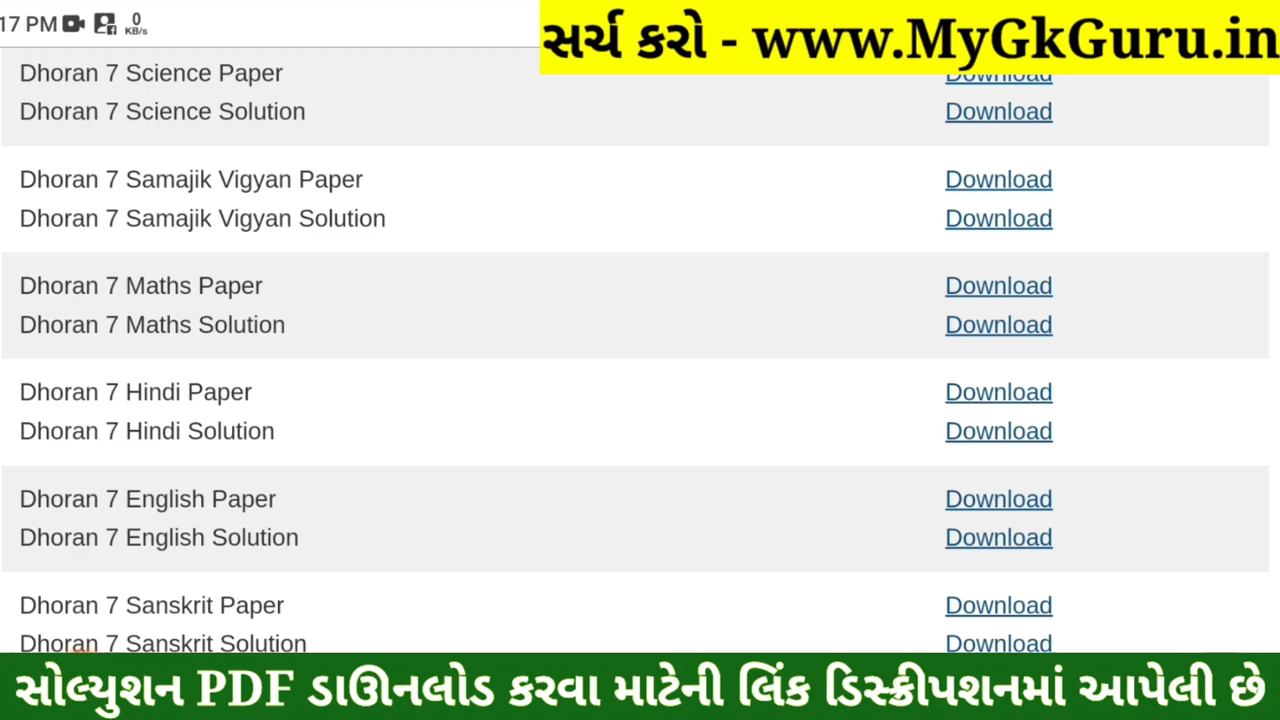 17 PM 0 KB/s
સર્ચ કરો - www.MyGkGuru.in
Dhoran 7 Science Paper Download
Dhoran 7 Science Solution Download
Dhoran 7 Samajik Vigyan Paper Download
Dhoran 7 Samajik Vigyan Solution Download
Dhoran 7 Maths Paper Download
Dhoran 7 Maths Solution Download
Dhoran 7 Hindi Paper Download
Dhoran 7 Hindi Solution Download
Dhoran 7 English Paper Download
Dhoran 7 English Solution Download
Dhoran 7 Sanskrit Paper Download
Dhoran 7 Sanskrit Solution Download
સોલ્યુશન PDF ડાઊનલોડ કરવા માટેની લિંક ડિસ્ક્રીપશનમાં આપેલી છે